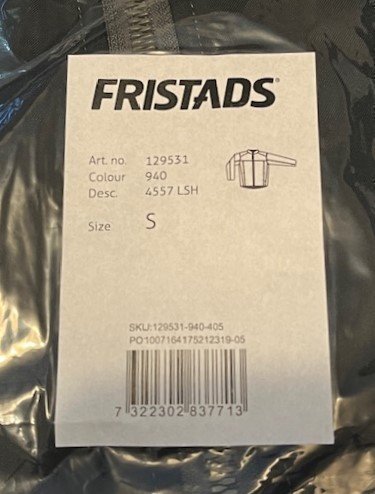 FRISTADS®
Art. no. 129531
Colour 940
Desc. 4557 LSH
Size S
SKU:129531-940-405
PO1007164175212319-05
7 322302 837713